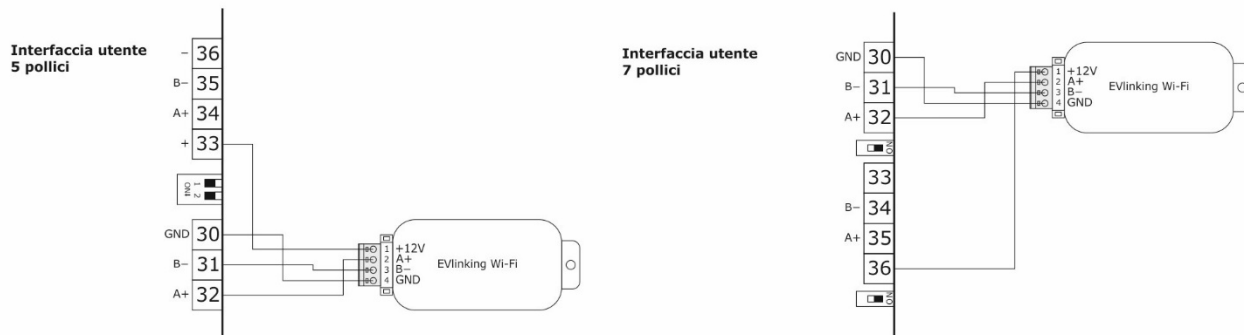 Interfaccia utente
5 pollici
- 36
B- 35
A+ 34
+ 33
1 2
ON
GND 30
B- 31
A+ 32
1 +12V
2 A+
3 B-
4 GND
EVlinking Wi-Fi
Interfaccia utente
7 pollici
GND 30
B- 31
A+ 32
ON
33
B- 34
A+ 35
36
ON
1 +12V
2 A+
3 B-
4 GND
EVlinking Wi-Fi